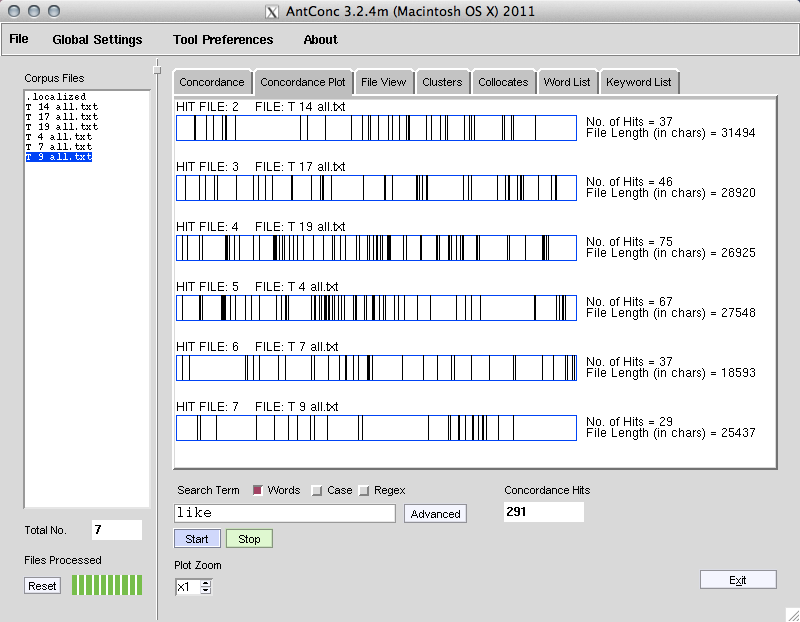 AntConc 3.2.4m (Macintosh OS X) 2011
File Global Settings Tool Preferences About
Corpus Files
.localized
T 14 all.txt
T 17 all.txt
T 19 all.txt
T 4 all.txt
T 7 all.txt
T 9 all.txt
Total No. 7
Files Processed
Reset
Concordance Concordance Plot File View Clusters Collocates Word List Keyword List
HIT FILE: 2 FILE: T 14 all.txt
No. of Hits = 37
File Length (in chars) = 31494
HIT FILE: 3 FILE: T 17 all.txt
No. of Hits = 46
File Length (in chars) = 28920
HIT FILE: 4 FILE: T 19 all.txt
No. of Hits = 75
File Length (in chars) = 26925
HIT FILE: 5 FILE: T 4 all.txt
No. of Hits = 67
File Length (in chars) = 27548
HIT FILE: 6 FILE: T 7 all.txt
No. of Hits = 37
File Length (in chars) = 18593
HIT FILE: 7 FILE: T 9 all.txt
No. of Hits = 29
File Length (in chars) = 25437
Search Term Words Case Regex
like
Advanced
Start Stop
Plot Zoom
x1
Concordance Hits
291
Exit